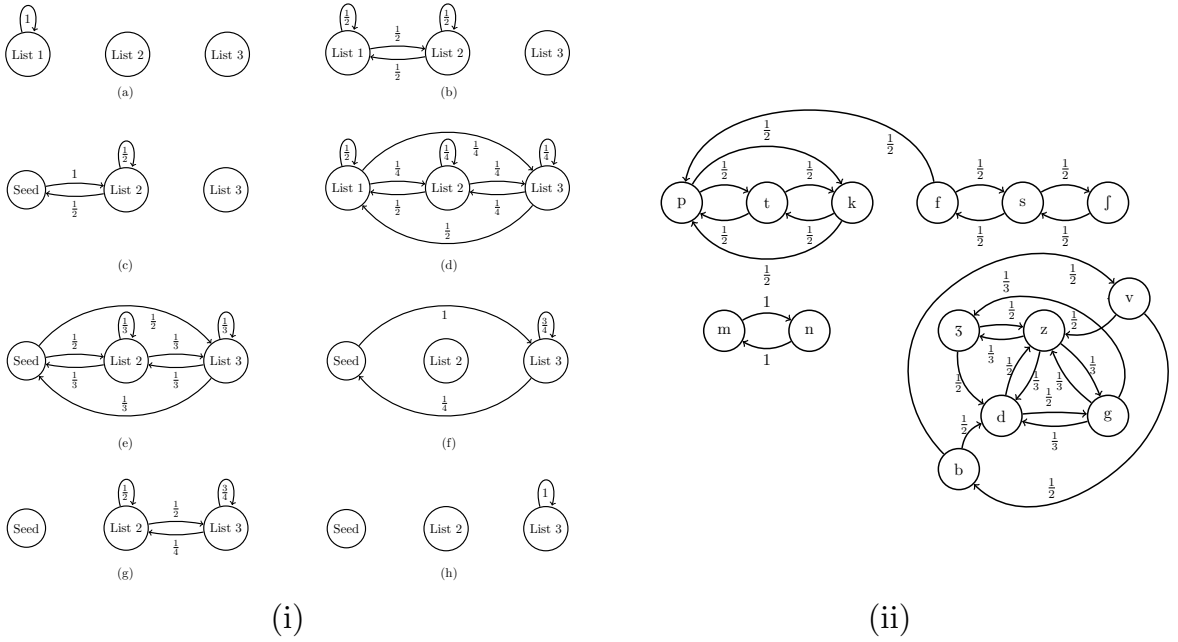 1
List 1 List 2 List 3
(a)
1/2 1/2
1/2
List 1 List 2 List 3
1/2
(b)
1/2
1
Seed List 2 List 3
1/2
(c)
1/2 1/4 1/4
1/4
1/4 1/4
List 1 List 2 List 3
1/2 1/4
1/2
(d)
1/2
1/3 1/3
1/2 1/3
Seed List 2 List 3
1/3 1/3
1/3
(e)
1
3/4
Seed List 2 List 3
1/4
(f)
1/2 3/4
1/2
Seed List 2 List 3
1/4
(g)
1
Seed List 2 List 3
(h)
(i)
1/2 1/2
1/2 1/2 1/2 1/2
p t k f s ʃ
1/2 1/2 1/2 1/2
1/2
1 1/3 1/2
m n ʒ z v
1
1/2 1/2
1/3
1/2 1/2 1/3 1/3 1/3
1/2
d g
1/2 1/3
b
1/2
(ii)